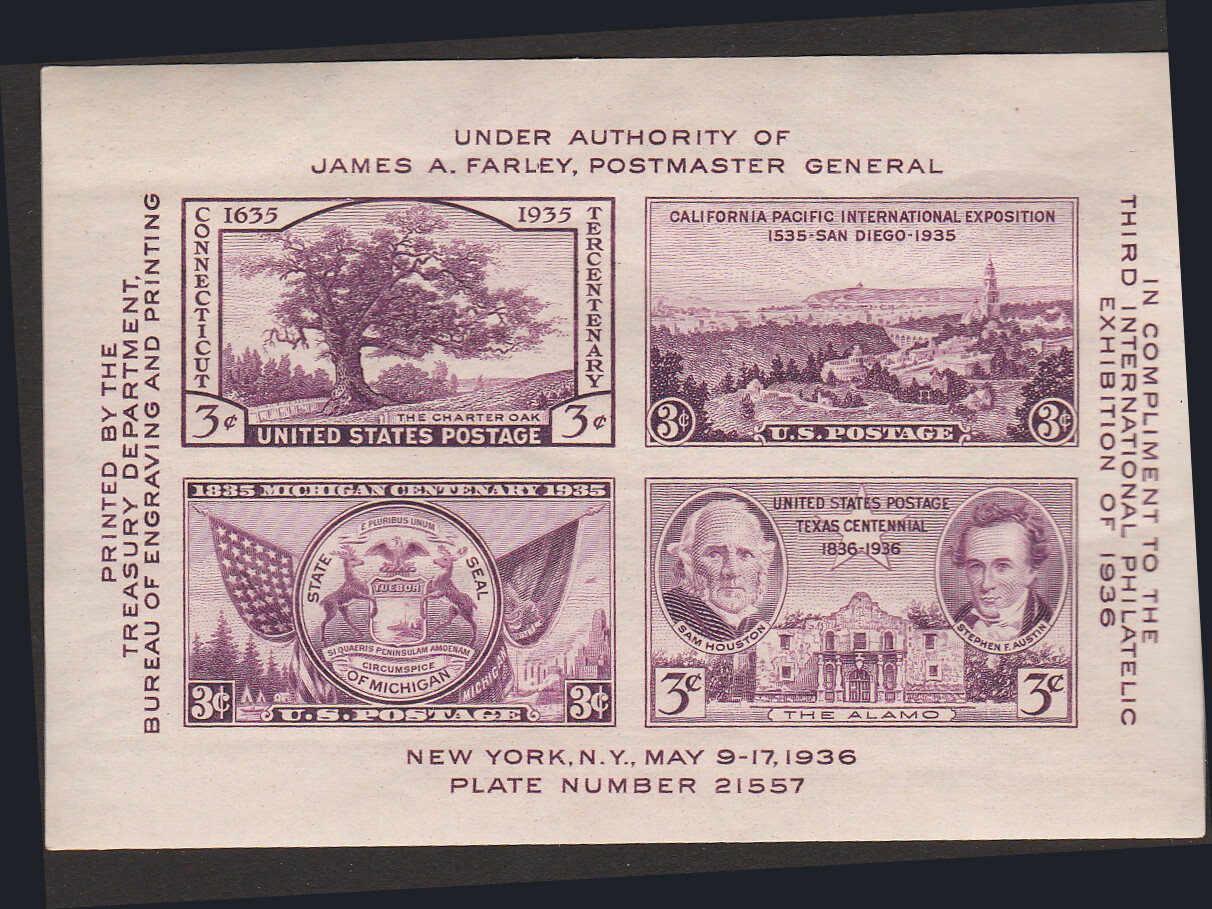 UNDER AUTHORITY OF
JAMES A. FARLEY, POSTMASTER GENERAL
PRINTED BY THE
TREASURY DEPARTMENT,
BUREAU OF ENGRAVING AND PRINTING
CONNECTICUT
1635
1935
TERCENTENARY
THE CHARTER OAK
3¢
3¢
UNITED STATES POSTAGE
CALIFORNIA PACIFIC INTERNATIONAL EXPOSITION
1535-SAN DIEGO-1935
3¢
3¢
U.S. POSTAGE
1835 MICHIGAN CENTENARY 1935
E PLURIBUS UNUM
STATE SEAL
TUEBOR
SI QUAERIS PENINSULAM AMOENAM
CIRCUMSPICE
OF MICHIGAN
MICHIGAN
3¢
3¢
U.S. POSTAGE
UNITED STATES POSTAGE
TEXAS CENTENNIAL
1836-1936
SAM HOUSTON
STEPHEN F. AUSTIN
3¢
3¢
THE ALAMO
IN COMPLIMENT TO THE
THIRD INTERNATIONAL PHILATELIC
EXHIBITION OF 1936
NEW YORK, N.Y., MAY 9-17, 1936
PLATE NUMBER 21557